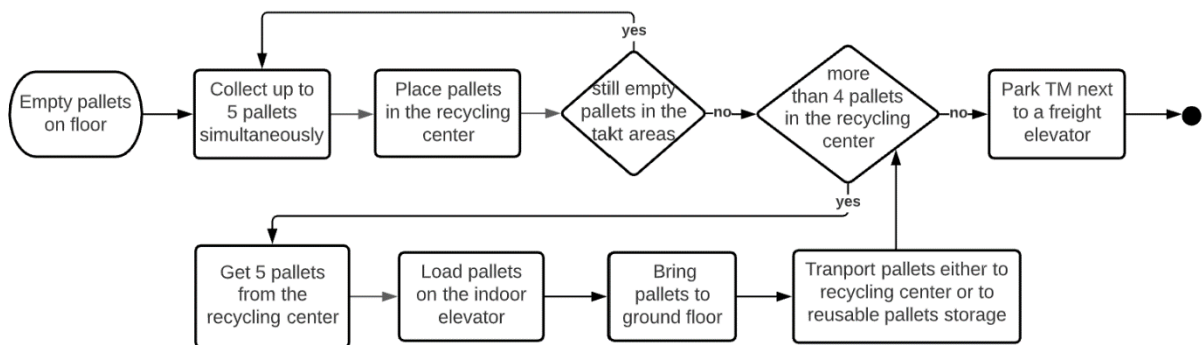 Empty pallets
on floor
Collect up to
5 pallets
simultaneously
Place pallets
in the recycling
center
yes
still empty
pallets in the
takt areas
no
more
than 4 pallets
in the recycling
center
no
Park TM next
to a freight
elevator
yes
Get 5 pallets
from the
recycling center
Load pallets
on the indoor
elevator
Bring
pallets to
ground floor
Tranport pallets either to
recycling center or to
reusable pallets storage